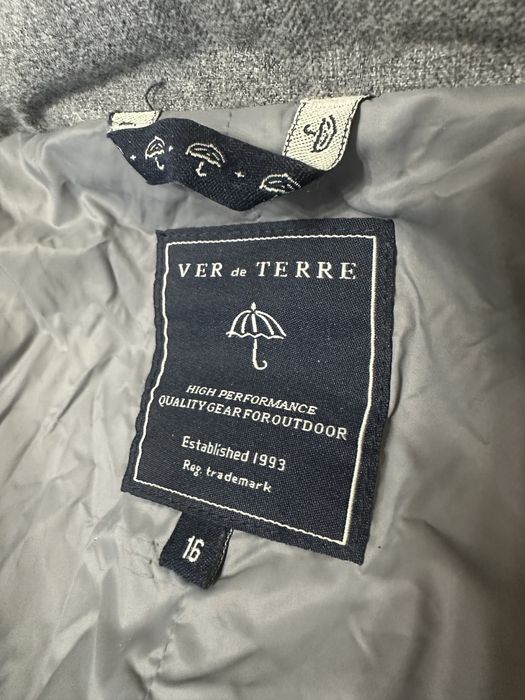 VER de TERRE
HIGH PERFORMANCE
QUALITY GEAR FOR OUTDOOR
Established 1993
Reg. trademark
16